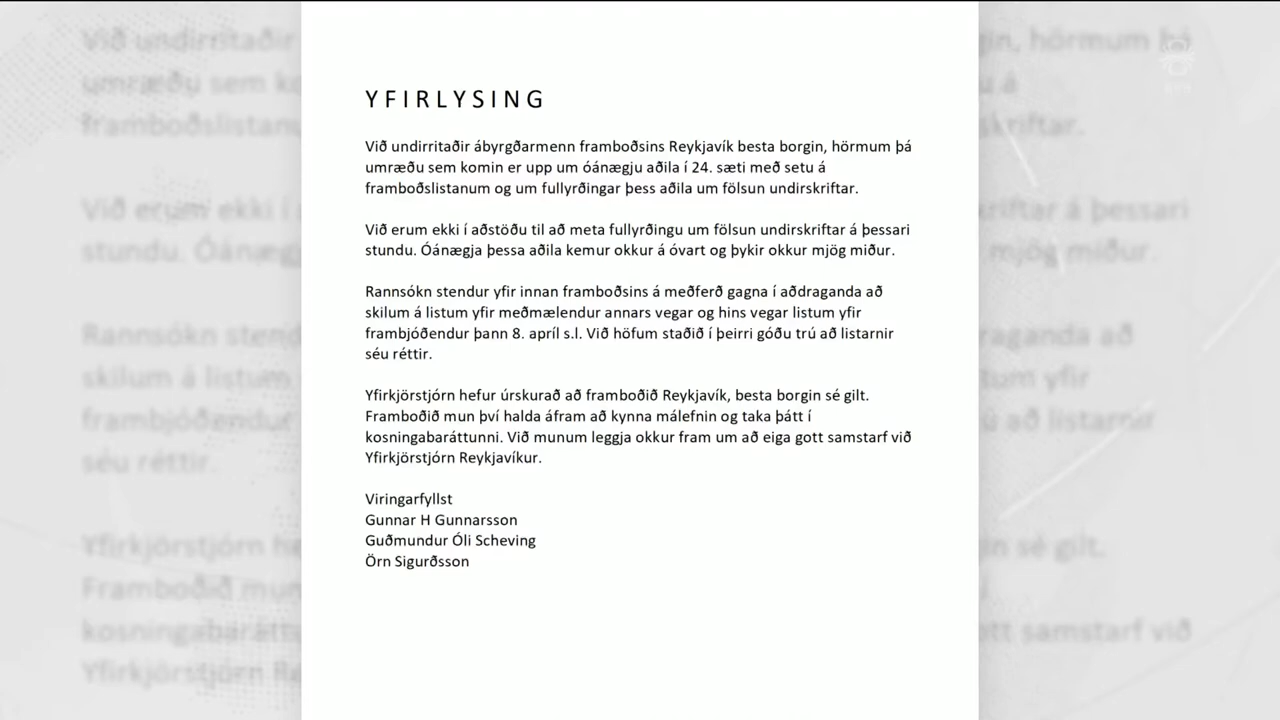 YFIRLYSING
Við undirritaðir ábyrgðarmenn framboðsins Reykjavík besta borgin, hörmum þá
umræðu sem komin er upp um óánægju aðila í 24. sæti með setu á
framboðslistanum og um fullyrðingar þess aðila um fölsun undirskriftar.
Við erum ekki í aðstöðu til að meta fullyrðingu um fölsun undirskriftar á þessari
stundu. Óánægja þessa aðila kemur okkur á óvart og þykir okkur mjög miður.
Rannsókn stendur yfir innan framboðsins á meðferð gagna í aðdraganda að
skilum á listum yfir meðmælendur annars vegar og hins vegar listum yfir
frambjóðendur þann 8. apríl s.l. Við höfum staðið í þeirri góðu trú að listarnir
séu réttir.
Yfirkjörstjórn hefur úrskurað að framboðið Reykjavík, besta borgin sé gilt.
Framboðið mun því halda áfram að kynna málefnin og taka þátt í
kosningabaráttunni. Við munum leggja okkur fram um að eiga gott samstarf við
Yfirkjörstjórn Reykjavíkur.
Viringarfyllst
Gunnar H Gunnarsson
Guðmundur Óli Scheving
Örn Sigurðsson